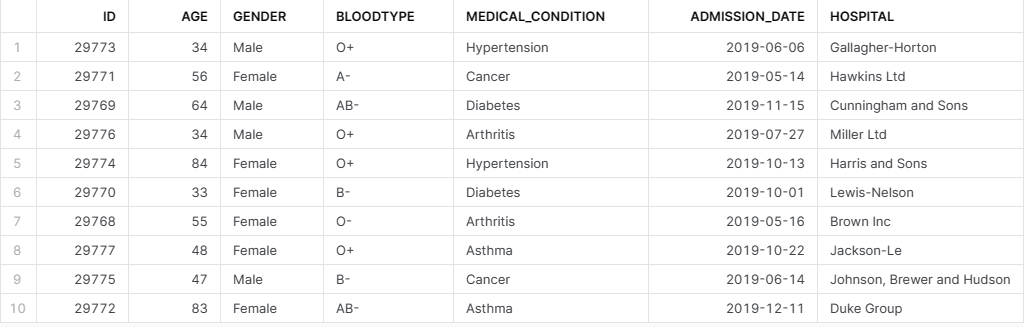 ID AGE GENDER BLOODTYPE MEDICAL_CONDITION ADMISSION_DATE HOSPITAL
1 29773 34 Male O+ Hypertension 2019-06-06 Gallagher-Horton
2 29771 56 Female A- Cancer 2019-05-14 Hawkins Ltd
3 29769 64 Male AB- Diabetes 2019-11-15 Cunningham and Sons
4 29776 34 Male O+ Arthritis 2019-07-27 Miller Ltd
5 29774 84 Female O+ Hypertension 2019-10-13 Harris and Sons
6 29770 33 Female B- Diabetes 2019-10-01 Lewis-Nelson
7 29768 55 Female O- Arthritis 2019-05-16 Brown Inc
8 29777 48 Female O+ Asthma 2019-10-22 Jackson-Le
9 29775 47 Male B- Cancer 2019-06-14 Johnson, Brewer and Hudson
10 29772 83 Female AB- Asthma 2019-12-11 Duke Group